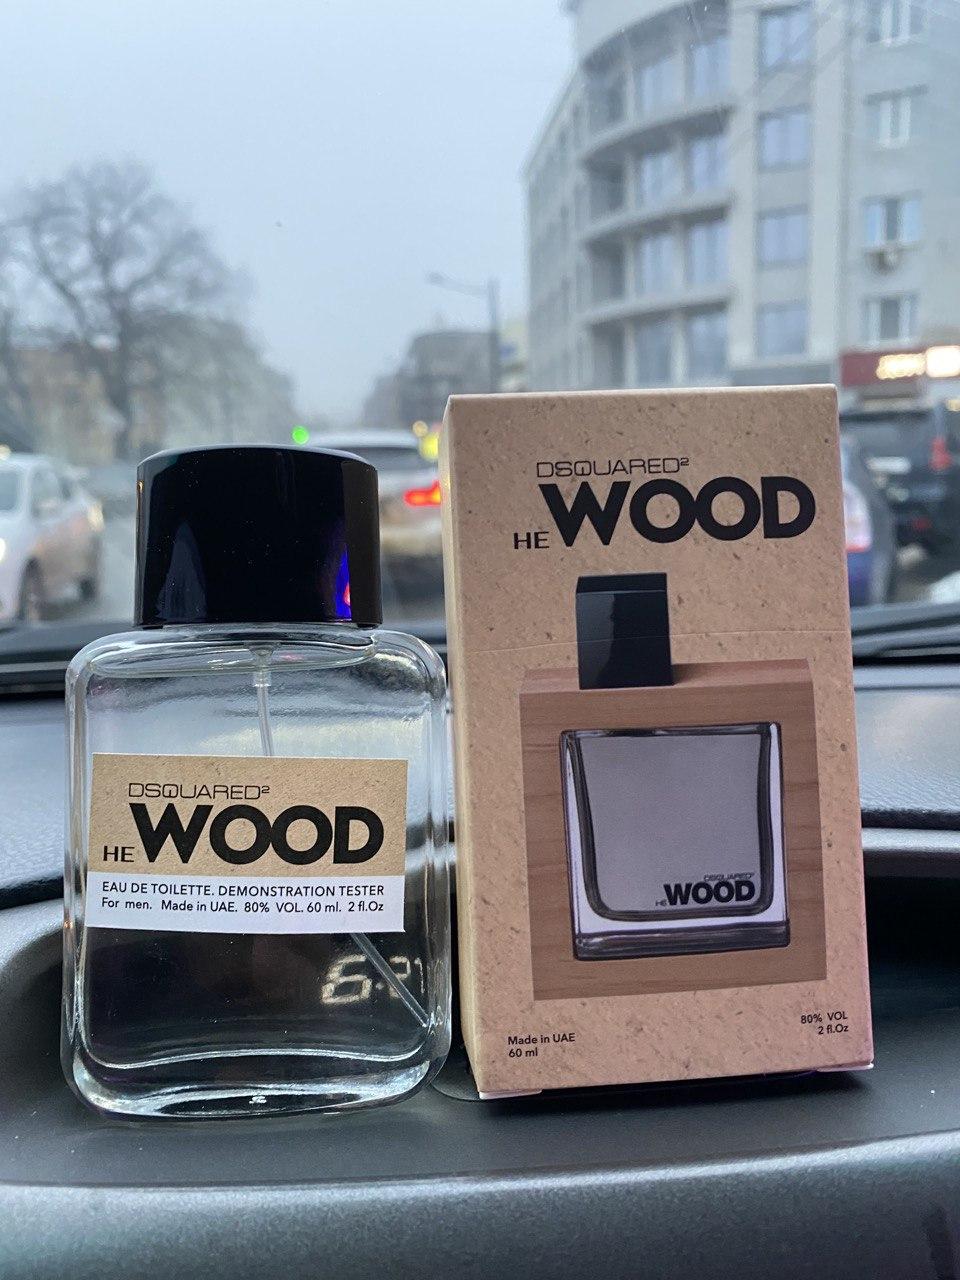 DSQUARED²
HE WOOD
EAU DE TOILETTE. DEMONSTRATION TESTER
For men. Made in UAE. 80% VOL. 60 ml. 2 fl.Oz
DSQUARED²
HE WOOD
DSQUARED²
HE WOOD
Made in UAE
60 ml
80% VOL
2 fl.Oz